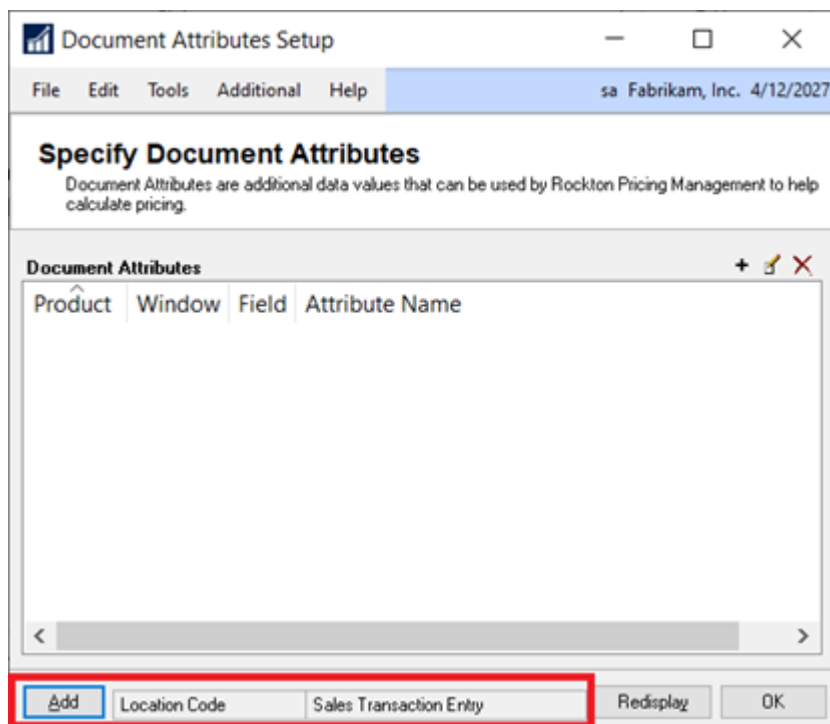 Document Attributes Setup
File Edit Tools Additional Help sa Fabrikam, Inc. 4/12/2027
Specify Document Attributes
Document Attributes are additional data values that can be used by Rockton Pricing Management to help
calculate pricing.
Document Attributes
Product Window Field Attribute Name
Add Location Code Sales Transaction Entry Redisplay OK